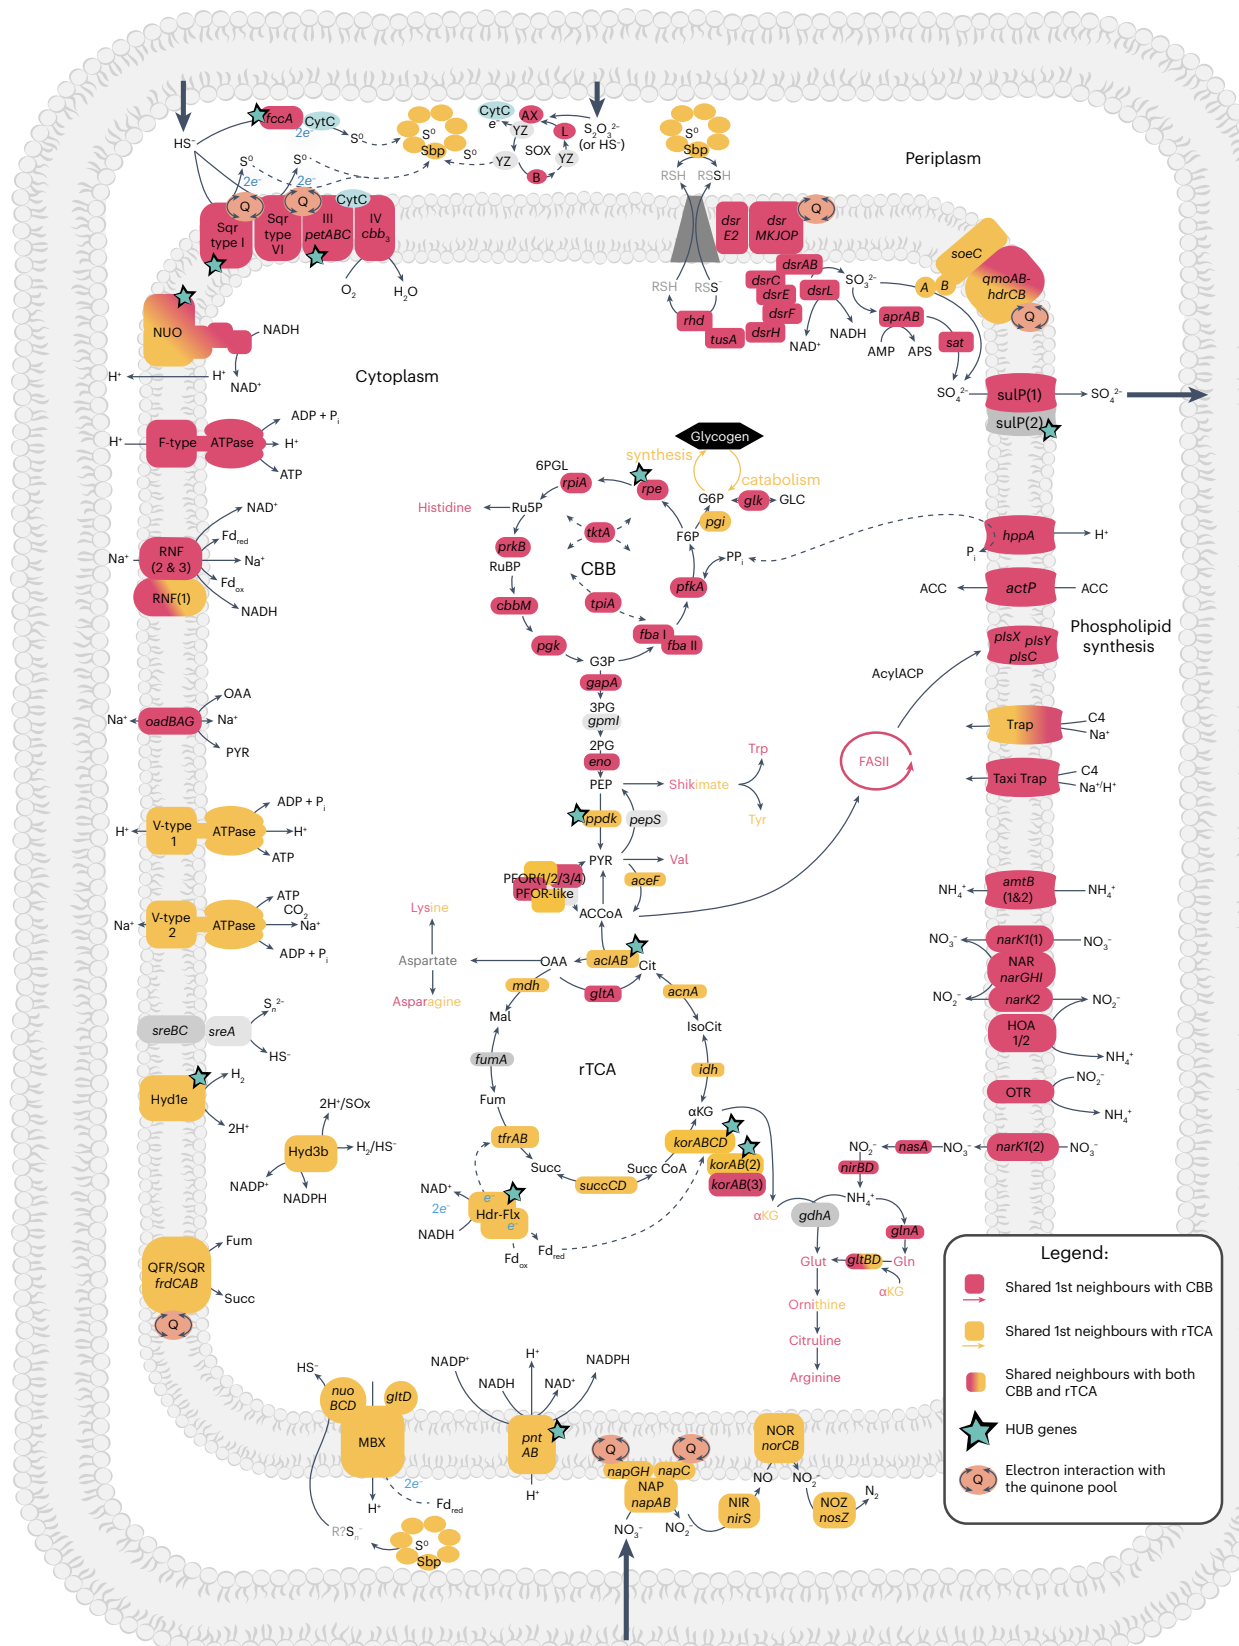 fccA
CytC
2e⁻
HS⁻
S⁰
S⁰
2e⁻
S⁰
2e⁻
Q
Q
CytC
Sqr
type I
Sqr
type
VI
III
petABC
IV
cbb₃
O₂
H₂O
S⁰
Sbp
S⁰
CytC
e⁻
AX
YZ
SOX
L
YZ
YZ
B
S₂O₃²⁻
(or HS⁻)
S⁰
Sbp
RSH
RSSH
Periplasm
dsr
E2
dsr
MKJOP
Q
RSH
RSS⁻
dsrAB
dsrC
dsrE
dsrL
dsrF
dsrH
rhd
tusA
NAD⁺
NADH
SO₃²⁻
aprAB
AMP
APS
sat
A
B
soeC
qmoAB-
hdrCB
Q
SO₄²⁻
sulP(1)
sulP(2)
SO₄²⁻
NUO
NADH
H⁺
H⁺
NAD⁺
Cytoplasm
H⁺
F-type
ATPase
ADP + Pᵢ
H⁺
ATP
Na⁺
RNF
(2 & 3)
RNF(1)
NAD⁺
Fd red
Na⁺
Fd ox
NADH
Na⁺
oadBAG
OAA
Na⁺
PYR
H⁺
V-type
1
ATPase
ADP + Pᵢ
H⁺
ATP
Na⁺
V-type
2
ATPase
ATP
CO₂
Na⁺
ADP + Pᵢ
sreBC
sreA
Sₙ²⁻
HS⁻
Hyd1e
H₂
2H⁺
2H⁺/SOx
Hyd3b
H₂/HS⁻
NADP⁺
NADPH
QFR/SQR
frdCAB
Q
Fum
Succ
Glycogen
synthesis
catabolism
G6P
glk
GLC
pgi
F6P
6PGL
rpiA
rpe
Histidine
Ru5P
tktA
prkB
RuBP
CBB
cbbM
tpiA
pfkA
PPᵢ
pgk
fba I
fba II
G3P
gapA
3PG
gpmI
2PG
eno
PEP
Shikimate
Trp
Tyr
ppdk
pepS
PYR
Val
PFOR(1/2/3/4)
PFOR-like
aceF
ACCoA
Lysine
Aspartate
Asparagine
OAA
aclAB
Cit
mdh
gltA
acnA
Mal
IsoCit
fumA
rTCA
idh
Fum
αKG
tfrAB
korABCD
korAB(2)
korAB(3)
Succ
Succ CoA
succCD
NAD⁺
2e⁻
NADH
e⁻
Hdr-Flx
e⁻
Fd ox
Fd red
hppA
Pᵢ
H⁺
ACC
actP
ACC
plsX
plsY
plsC
Phospholipid
synthesis
AcylACP
FASII
Trap
C4
Na⁺
Taxi Trap
C4
Na⁺/H⁺
NH₄⁺
amtB
(1&2)
NH₄⁺
NO₃⁻
narK1(1)
NO₃⁻
NAR
narGHI
NO₂⁻
narK2
NO₂⁻
HOA
1/2
NH₄⁺
OTR
NO₂⁻
NH₄⁺
NO₂⁻
nasA
NO₃⁻
narK1(2)
NO₃⁻
nirBD
NH₄⁺
αKG
gdhA
glnA
Glut
gltBD
Gln
αKG
Ornithine
Citruline
Arginine
HS⁻
nuo
BCD
gltD
MBX
H⁺
2e⁻
Fd red
R?Sₙ⁻
S⁰
Sbp
NADP⁺
NADH
H⁺
NAD⁺
NADPH
pnt
AB
H⁺
Q
Q
napGH
napC
NAP
napAB
NO₃⁻
NO₂⁻
NIR
nirS
NO
NOR
norCB
NO₂⁻
NOZ
nosZ
N₂
Legend:
Shared 1st neighbours with CBB
Shared 1st neighbours with rTCA
Shared neighbours with both
CBB and rTCA
HUB genes
Q
Electron interaction with
the quinone pool